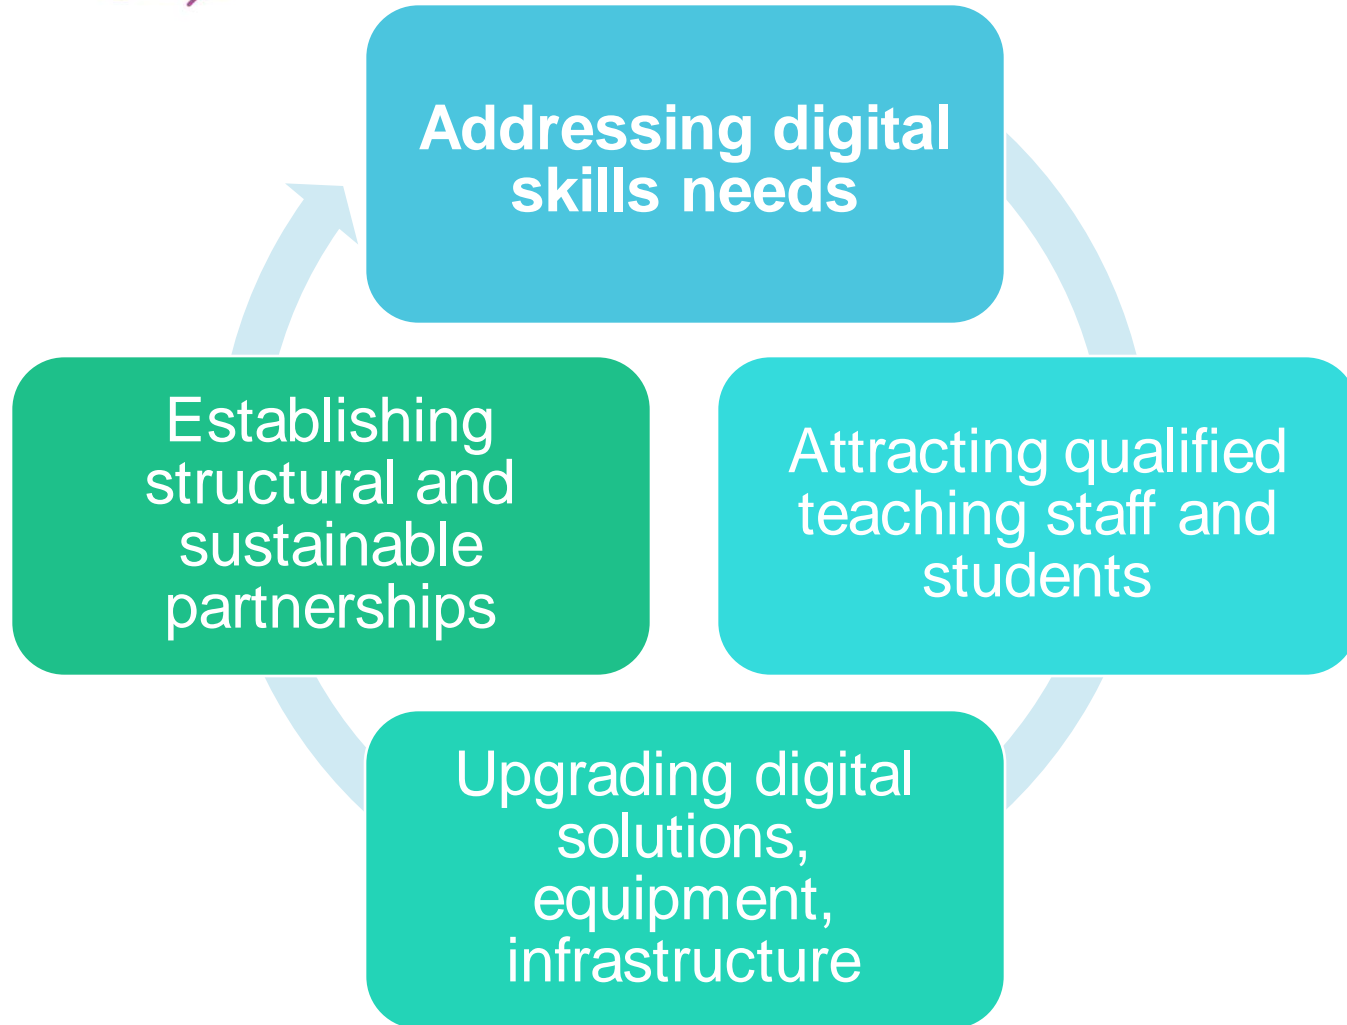 Addressing digital
skills needs
Attracting qualified
teaching staff and
students
Upgrading digital
solutions,
equipment,
infrastructure
Establishing
structural and
sustainable
partnerships